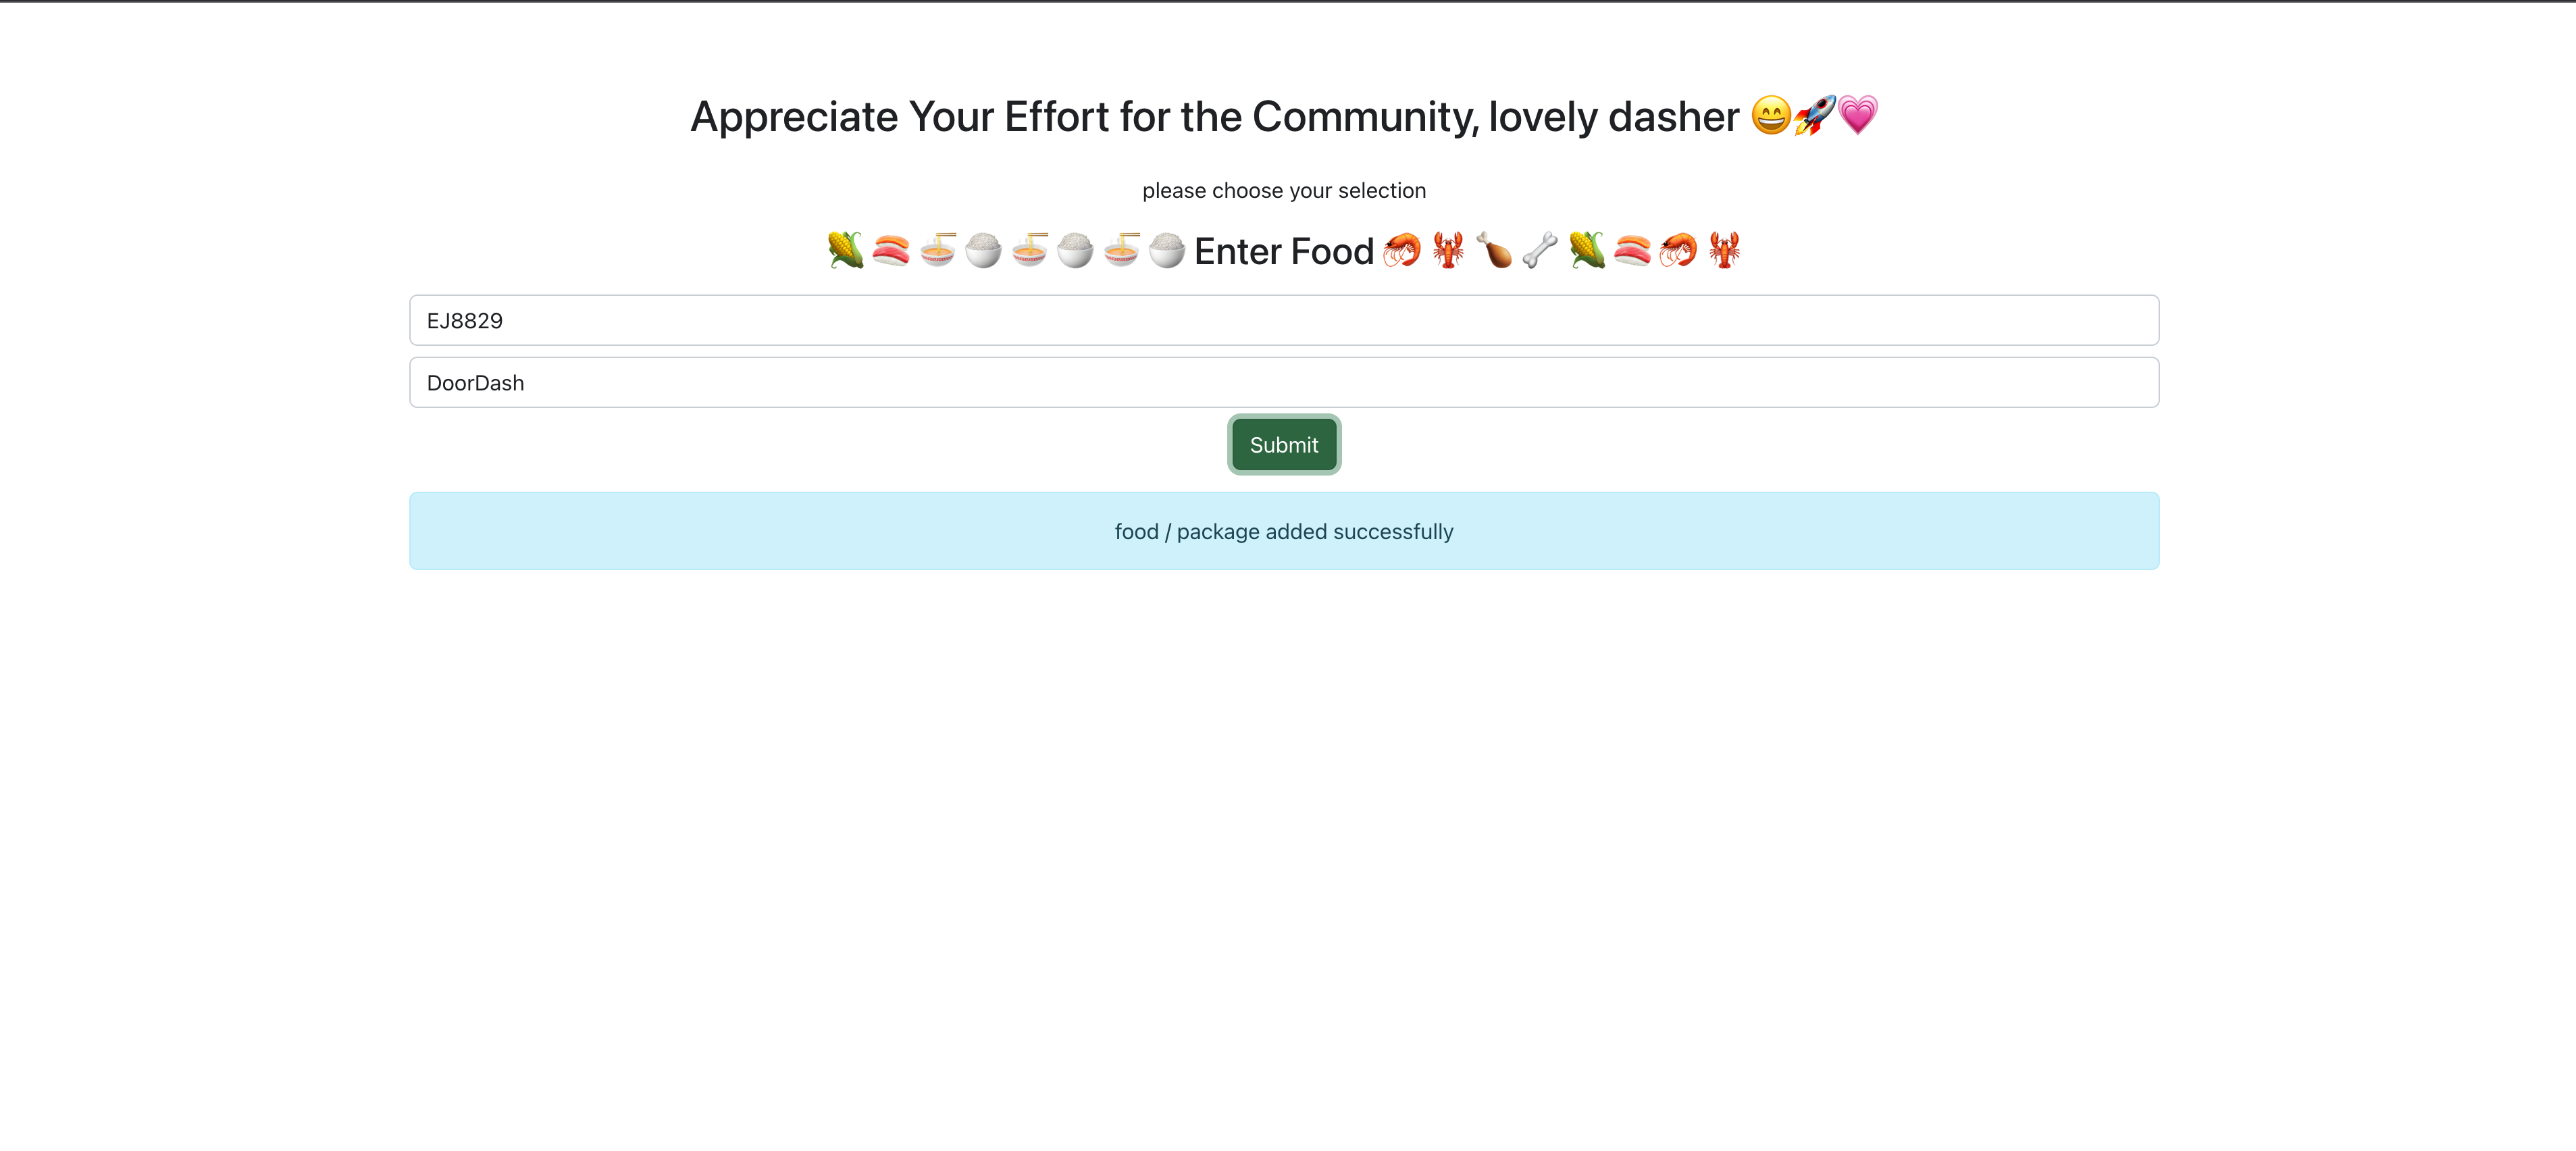 Appreciate Your Effort for the Community, lovely dasher 😄🚀💗
please choose your selection
🌽 🍣 🍜 🍚 🍜 🍚 🍜 🍚 Enter Food 🦐 🦞 🍗 🦴 🌽 🍣 🦐 🦞
EJ8829
DoorDash
Submit
food / package added successfully